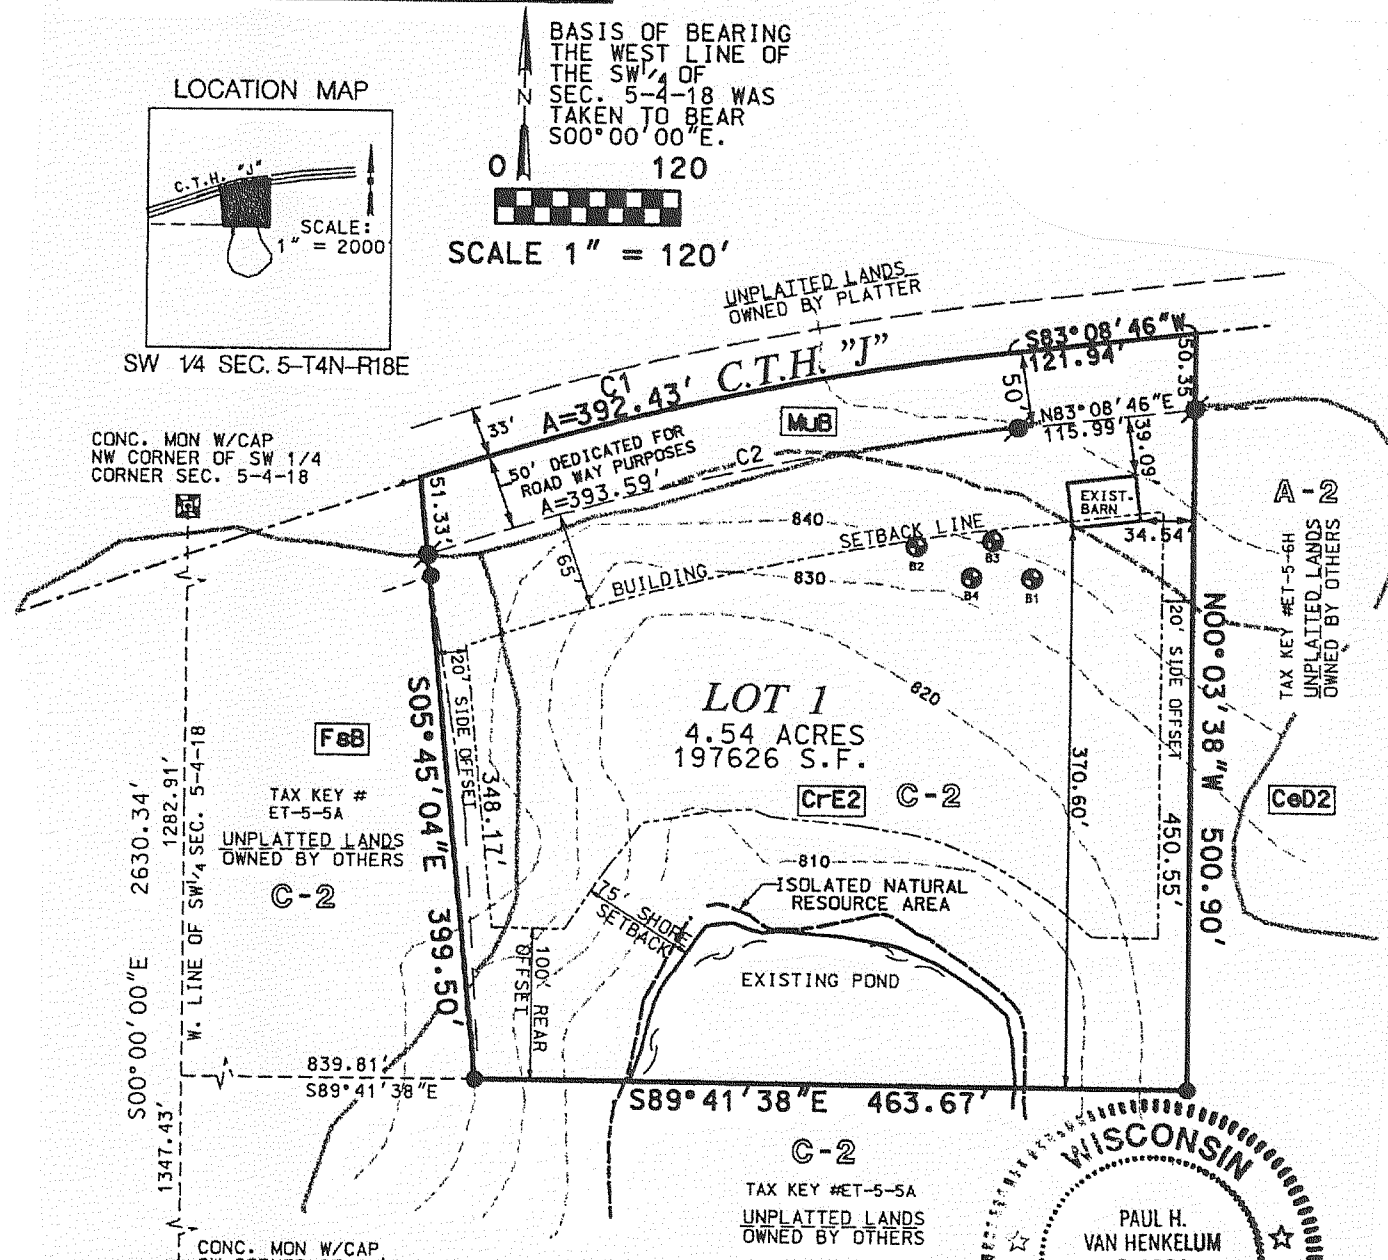 BASIS OF BEARING
THE WEST LINE OF
THE SW1/4 OF
SEC. 5-4-18 WAS
TAKEN TO BEAR
S00°00'00"E.
N
0 120
SCALE 1" = 120'
LOCATION MAP
C.T.H. "J"
SCALE:
1" = 2000'
SW 1/4 SEC. 5-T4N-R18E
UNPLATTED LANDS
OWNED BY PLATTER
C.T.H. "J"
C1
A=392.43'
33'
S83°08'46"W
121.94'
50.35'
50'
N83°08'46"E
115.99'
39.09
MuB
50' DEDICATED FOR
ROAD WAY PURPOSES
A=393.59'
C2
51.33'
CONC. MON W/CAP
NW CORNER OF SW 1/4
CORNER SEC. 5-4-18
EXIST.
BARN
34.54'
A-2
TAX KEY #ET-5-6H
UNPLATTED LANDS
OWNED BY OTHERS
840
BUILDING SETBACK LINE
65'
830
B2
B3
B4
B1
20' SIDE OFFSET
N00°03'38"W 500.90'
450.55'
20' SIDE OFFSET
S05°45'04"E 399.50'
348.17'
LOT 1
4.54 ACRES
197626 S.F.
820
370.60'
CrE2
C-2
CeD2
FsB
TAX KEY #
ET-5-5A
UNPLATTED LANDS
OWNED BY OTHERS
C-2
S00°00'00"E 2630.34'
1282.91'
W. LINE OF SW1/4 SEC. 5-4-18
1347.43'
810
ISOLATED NATURAL
RESOURCE AREA
75' SHORE
SETBACK
EXISTING POND
100' REAR
OFFSET
839.81'
S89°41'38"E
S89°41'38"E 463.67'
C-2
TAX KEY #ET-5-5A
UNPLATTED LANDS
OWNED BY OTHERS
WISCONSIN
PAUL H.
VAN HENKELUM
CONC. MON W/CAP